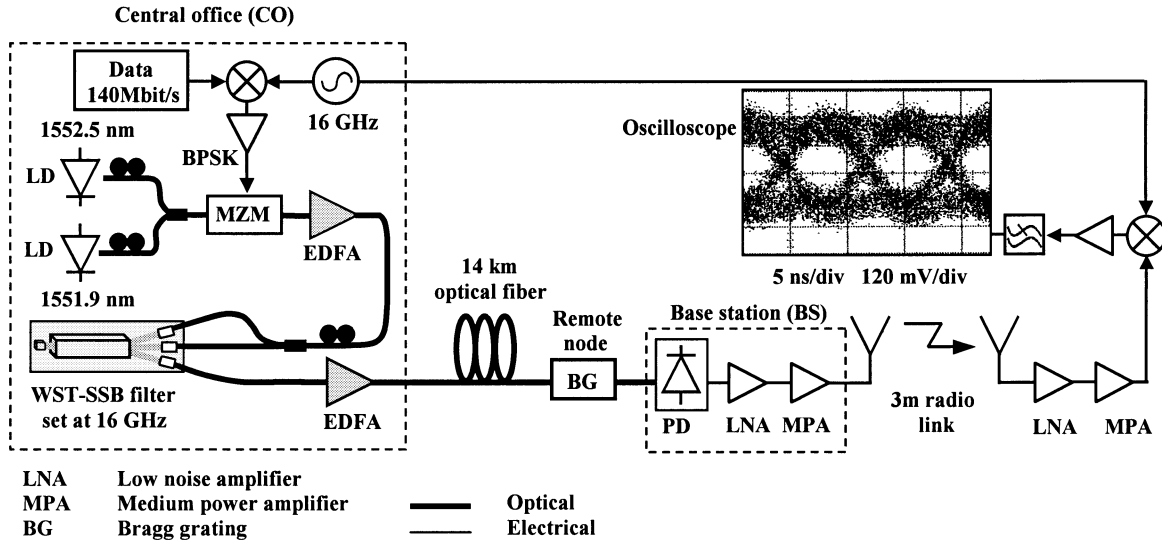 Central office (CO)
Data
140Mbit/s
16 GHz
1552.5 nm
BPSK
LD
MZM
EDFA
LD
1551.9 nm
WST-SSB filter
set at 16 GHz
EDFA
14 km
optical fiber
Remote
node
BG
Base station (BS)
PD
LNA
MPA
3m radio
link
LNA
MPA
Oscilloscope
5 ns/div
120 mV/div
LNA Low noise amplifier
MPA Medium power amplifier
BG Bragg grating
Optical
Electrical